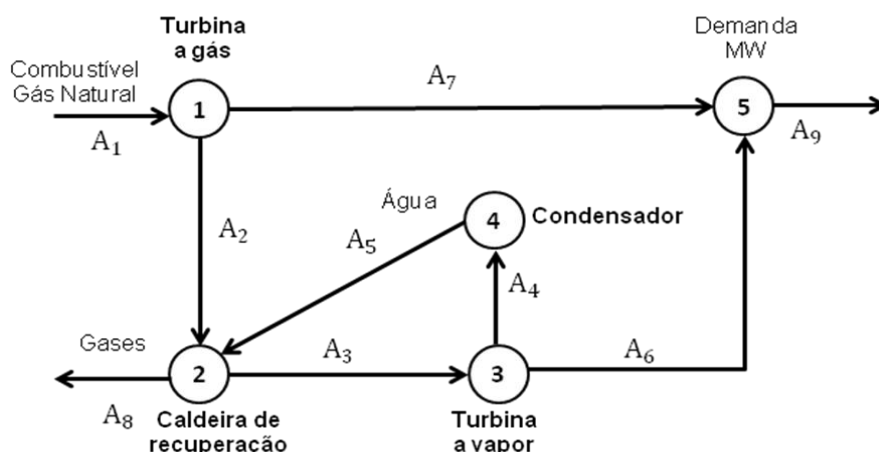 Turbina
a gás
Demanda
MW
Combustível
Gás Natural
A₇
1
5
A₁
A₉
Água
4
Condensador
A₂
A₅
A₄
Gases
A₃
A₆
2
3
A₈
Caldeira de
recuperação
Turbina
a vapor